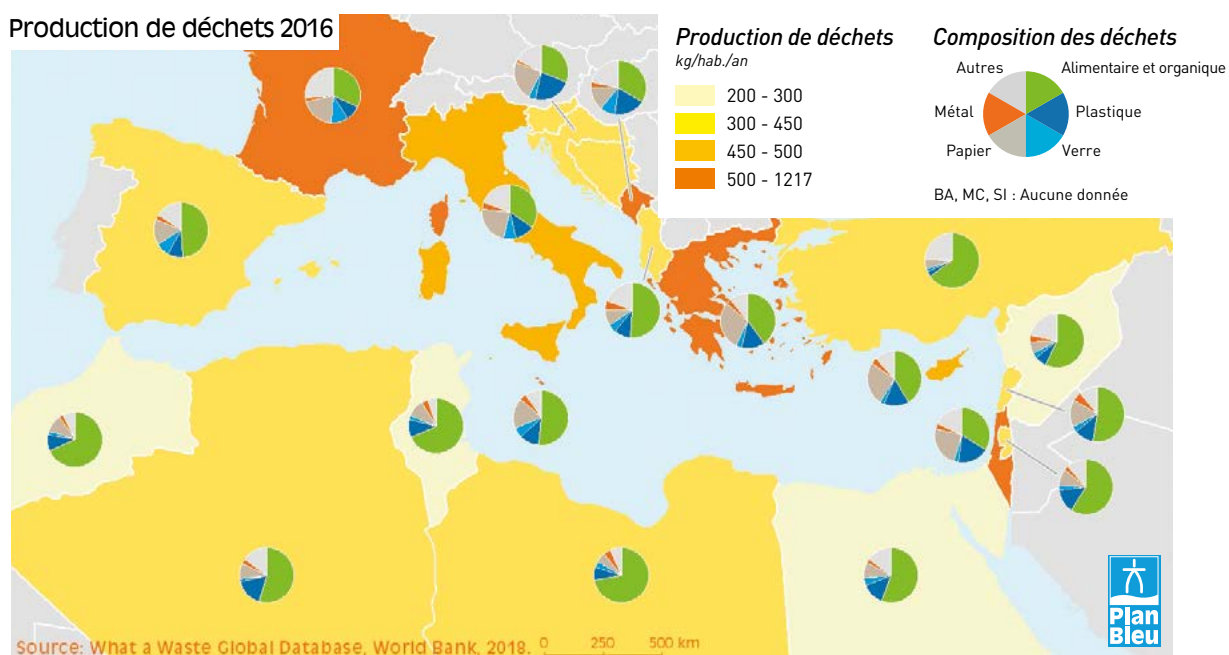 Production de déchets 2016
Production de déchets
kg/hab./an
200 - 300
300 - 450
450 - 500
500 - 1217
Composition des déchets
Autres
Alimentaire et organique
Métal
Plastique
Papier
Verre
BA, MC, SI : Aucune donnée
Source: What a Waste Global Database, World Bank, 2018.
0 250 500 km
Plan
Bleu